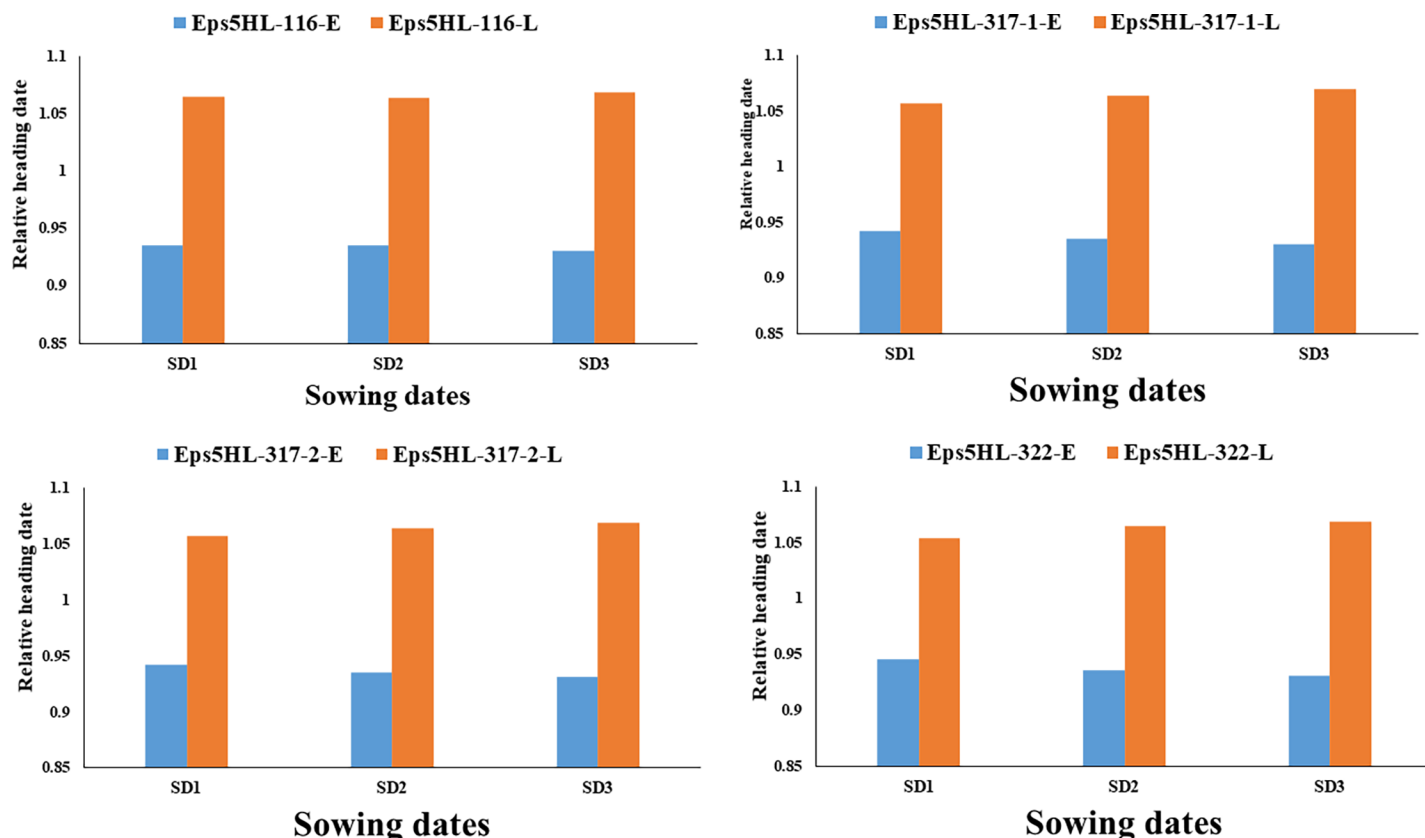 Eps5HL-116-E Eps5HL-116-L
Relative heading date
1.1
1.05
1
0.95
0.9
0.85
SD1 SD2 SD3
Sowing dates
Eps5HL-317-1-E Eps5HL-317-1-L
Relative heading date
1.1
1.05
1
0.95
0.9
0.85
SD1 SD2 SD3
Sowing dates
Eps5HL-317-2-E Eps5HL-317-2-L
Relative heading date
1.1
1.05
1
0.95
0.9
0.85
SD1 SD2 SD3
Sowing dates
Eps5HL-322-E Eps5HL-322-L
Relative heading date
1.1
1.05
1
0.95
0.9
0.85
SD1 SD2 SD3
Sowing dates